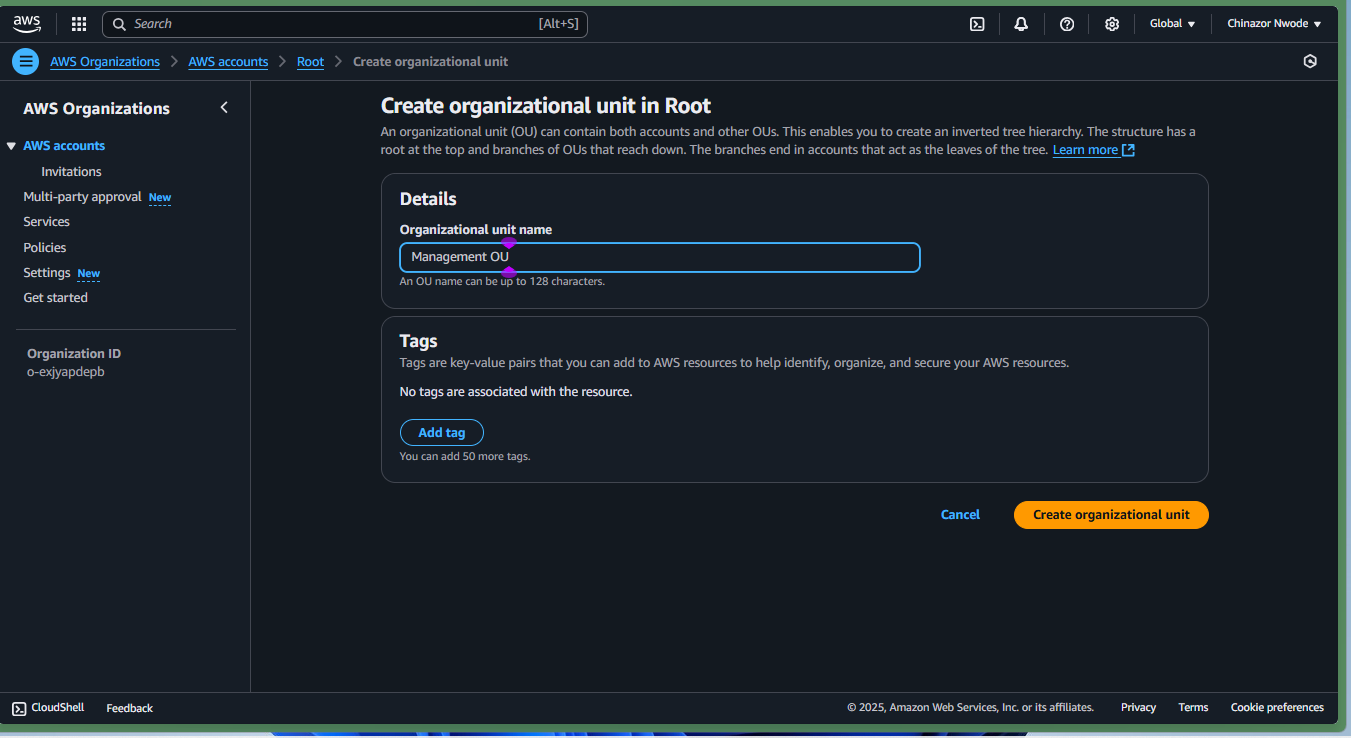 aws
Search [Alt+S]
Global
Chinazor Nwode
AWS Organizations
AWS accounts
Root
Create organizational unit
AWS Organizations
AWS accounts
Invitations
Multi-party approval New
Services
Policies
Settings New
Get started
Organization ID
o-exjyapdepb
Create organizational unit in Root
An organizational unit (OU) can contain both accounts and other OUs. This enables you to create an inverted tree hierarchy. The structure has a
root at the top and branches of OUs that reach down. The branches end in accounts that act as the leaves of the tree. Learn more
Details
Organizational unit name
Management OU
An OU name can be up to 128 characters.
Tags
Tags are key-value pairs that you can add to AWS resources to help identify, organize, and secure your AWS resources.
No tags are associated with the resource.
Add tag
You can add 50 more tags.
Cancel
Create organizational unit
CloudShell
Feedback
© 2025, Amazon Web Services, Inc. or its affiliates.
Privacy
Terms
Cookie preferences